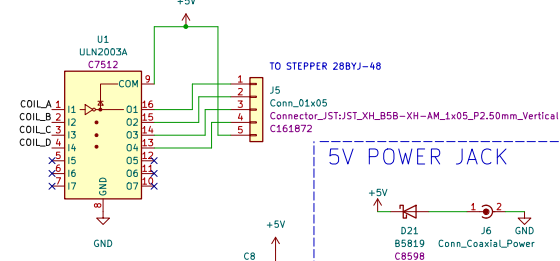 +5V
U1
ULN2003A
C7512
COM 9
COIL_A 1 I1 O1 16
COIL_B 2 I2 O2 15
COIL_C 3 I3 O3 14
COIL_D 4 I4 O4 13
5 I5 O5 12
6 I6 O6 11
7 I7 O7 10
GND
8
GND
TO STEPPER 28BYJ-48
1
2
3
4
5
J5
Conn_01x05
Connector_JST:JST_XH_B5B-XH-AM_1x05_P2.50mm_Vertical
C161872
5V POWER JACK
+5V
D21
B5819
C8598
1 2
J6
Conn_Coaxial_Power
GND
+5V
C8